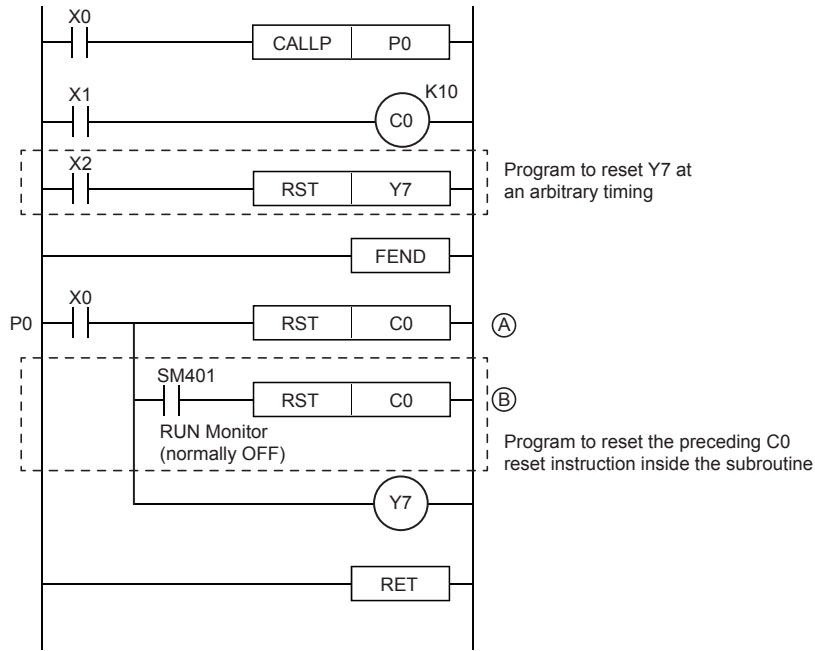 X0
CALLP P0
X1
K10
C0
X2
RST Y7
Program to reset Y7 at
an arbitrary timing
FEND
X0
P0
RST C0
A
SM401
RST C0
B
RUN Monitor
(normally OFF)
Program to reset the preceding C0
reset instruction inside the subroutine
Y7
RET